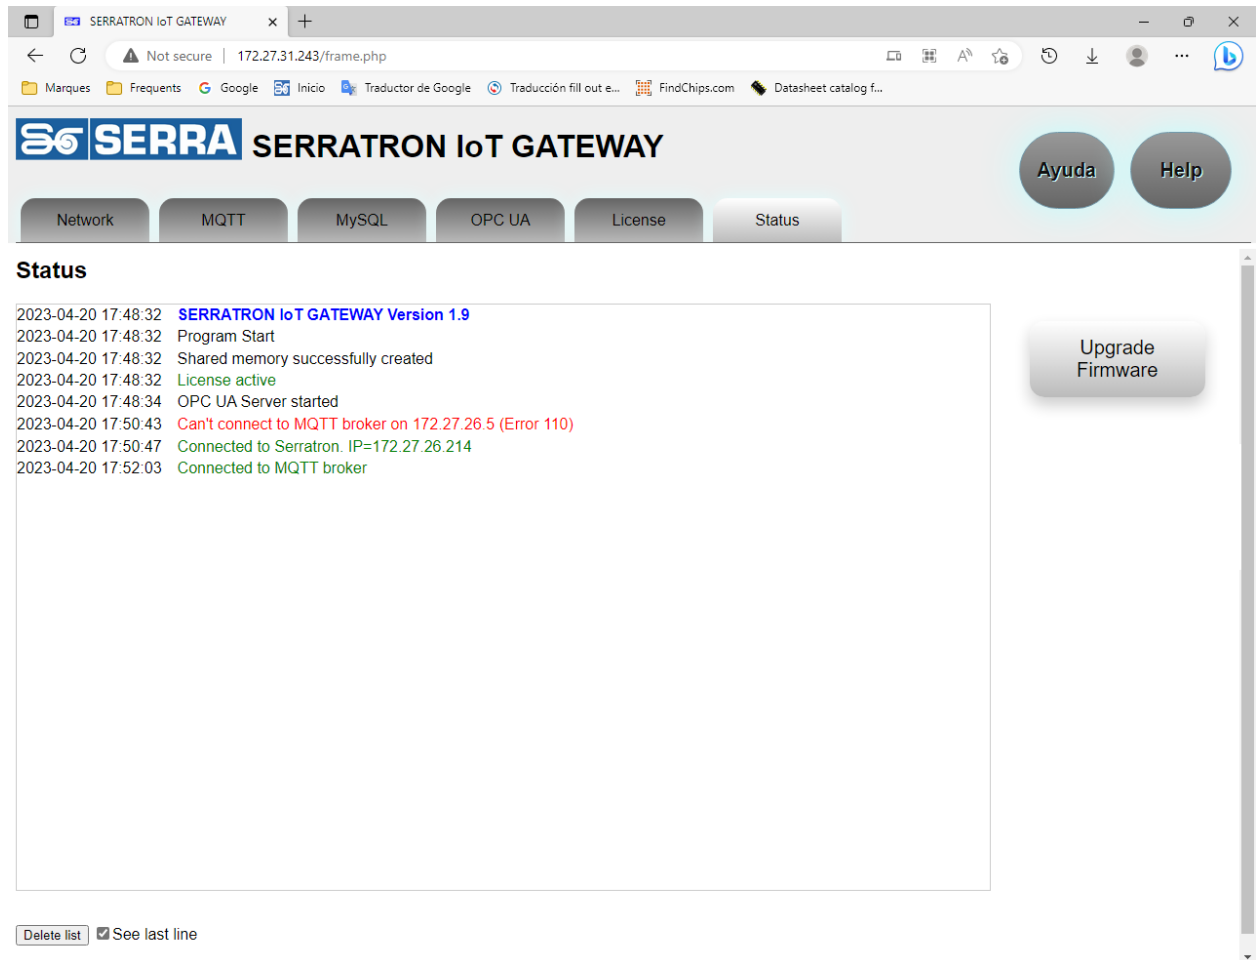 SERRATRON IoT GATEWAY
Not secure | 172.27.31.243/frame.php
Marques Frequents Google Inicio Traductor de Google Traducción fill out e... FindChips.com Datasheet catalog f...
SERRA SERRATRON IoT GATEWAY
Ayuda Help
Network MQTT MySQL OPC UA License Status
Status
2023-04-20 17:48:32 SERRATRON IoT GATEWAY Version 1.9
2023-04-20 17:48:32 Program Start
2023-04-20 17:48:32 Shared memory successfully created
2023-04-20 17:48:32 License active
2023-04-20 17:48:34 OPC UA Server started
2023-04-20 17:50:43 Can't connect to MQTT broker on 172.27.26.5 (Error 110)
2023-04-20 17:50:47 Connected to Serratron. IP=172.27.26.214
2023-04-20 17:52:03 Connected to MQTT broker
Upgrade
Firmware
Delete list See last line